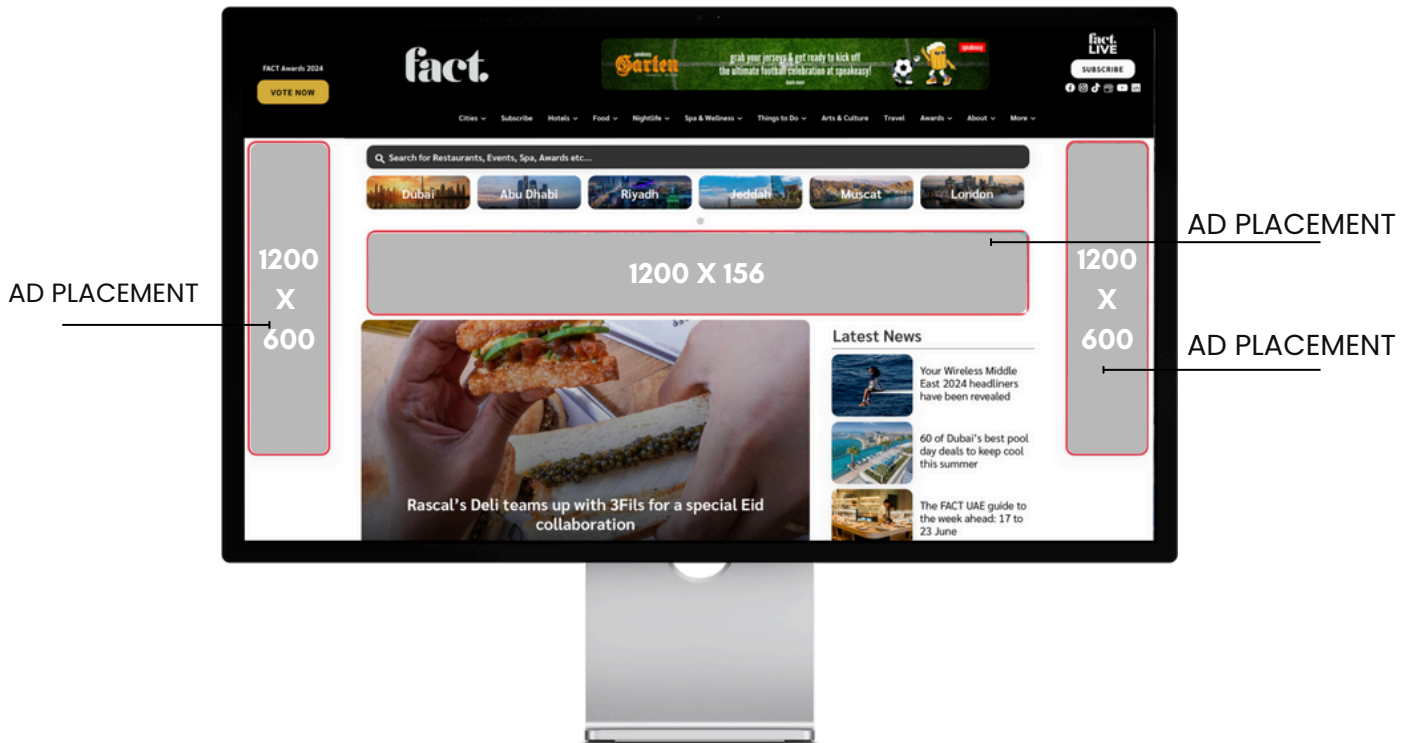 FACT Awards 2024
VOTE NOW
fact.
speakeasy
Garten
grab your jerseys & get ready to kick off
the ultimate football celebration at speakeasy!
learn more
speakeasy
fact.
LIVE
SUBSCRIBE
Cities Subscribe Hotels Food Nightlife Spa & Wellness Things to Do Arts & Culture Travel Awards About More
Search for Restaurants, Events, Spa, Awards etc...
Dubai Abu Dhabi Riyadh Jeddah Muscat London
AD PLACEMENT
1200
X
600
1200 X 156
AD PLACEMENT
1200
X
600
AD PLACEMENT
Rascal's Deli teams up with 3Fils for a special Eid
collaboration
Latest News
Your Wireless Middle
East 2024 headliners
have been revealed
60 of Dubai's best pool
day deals to keep cool
this summer
The FACT UAE guide to
the week ahead: 17 to
23 June